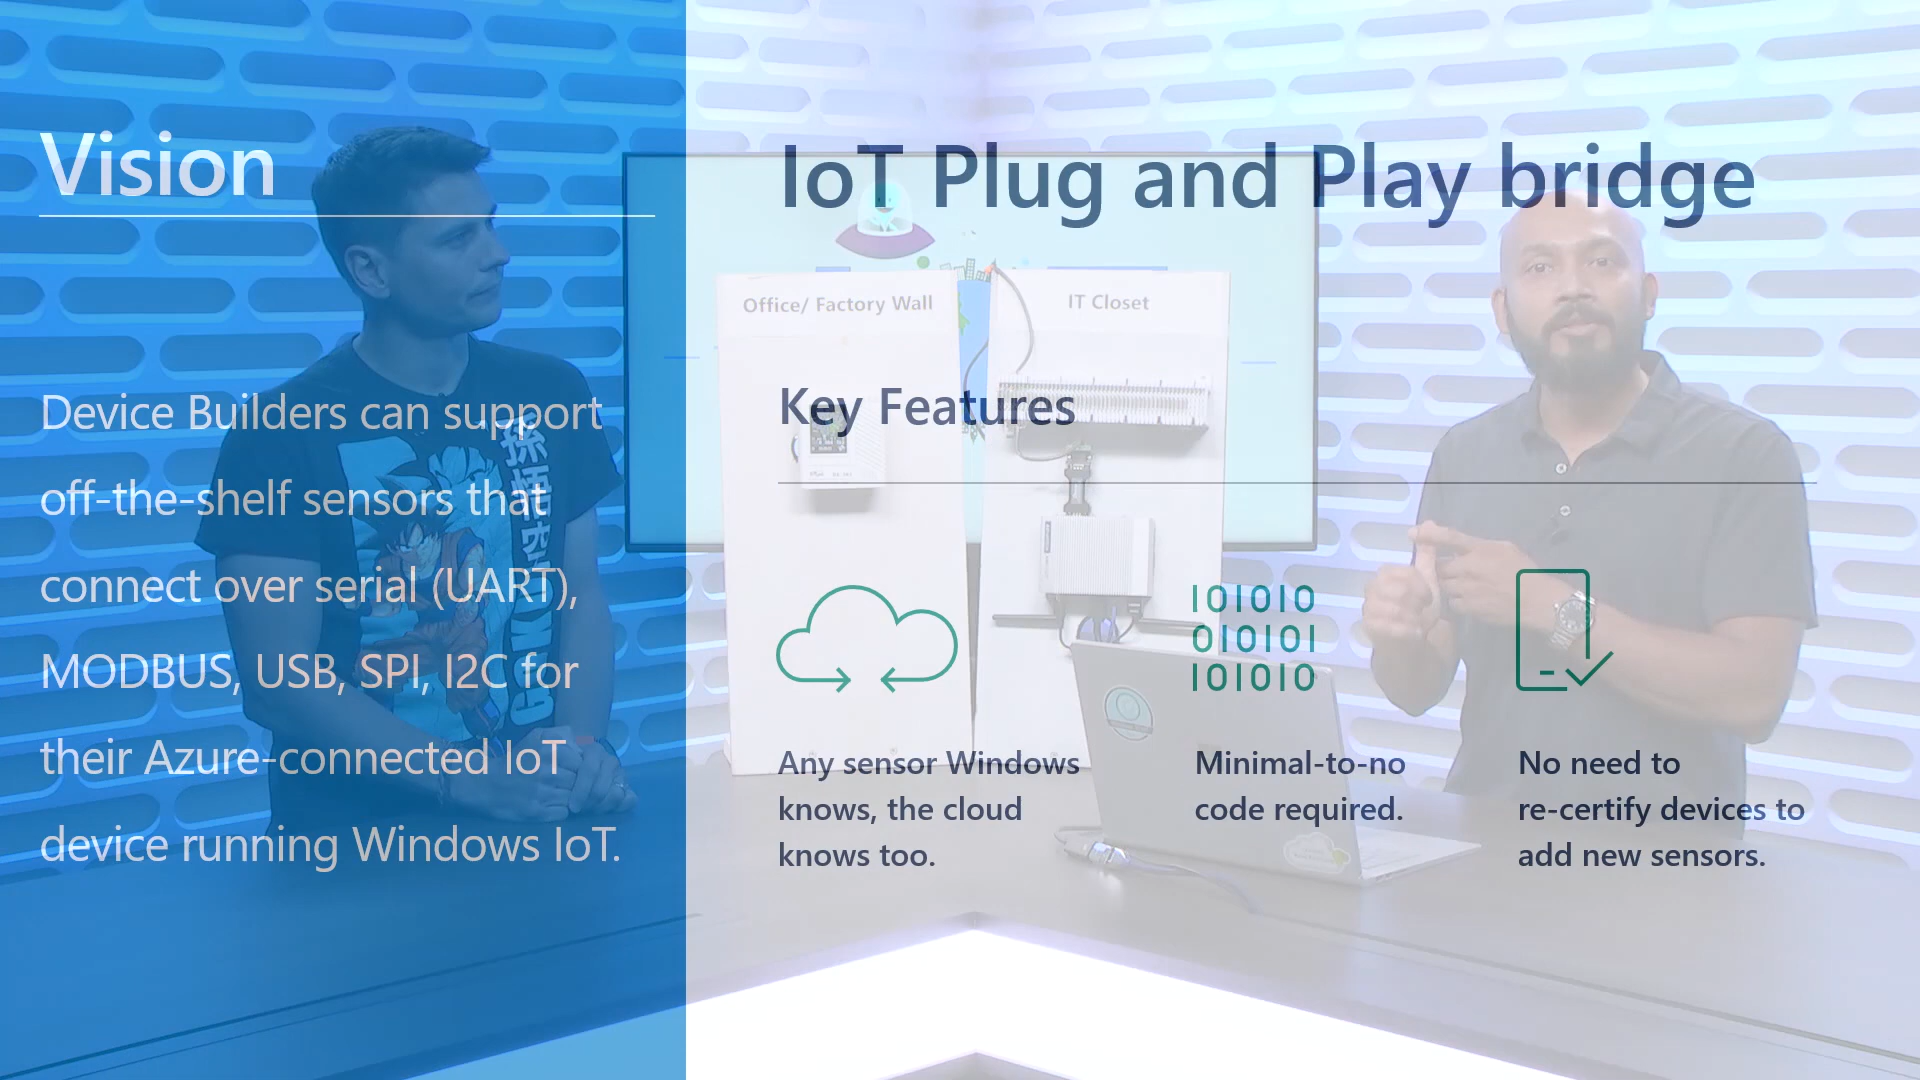 Vision
Device Builders can support
off-the-shelf sensors that
connect over serial (UART),
MODBUS, USB, SPI, I2C for
their Azure-connected IoT
device running Windows IoT.
IoT Plug and Play bridge
Office/ Factory Wall
IT Closet
Key Features
101010
010101
101010
Any sensor Windows
knows, the cloud
knows too.
Minimal-to-no
code required.
No need to
re-certify devices to
add new sensors.
孫悟空